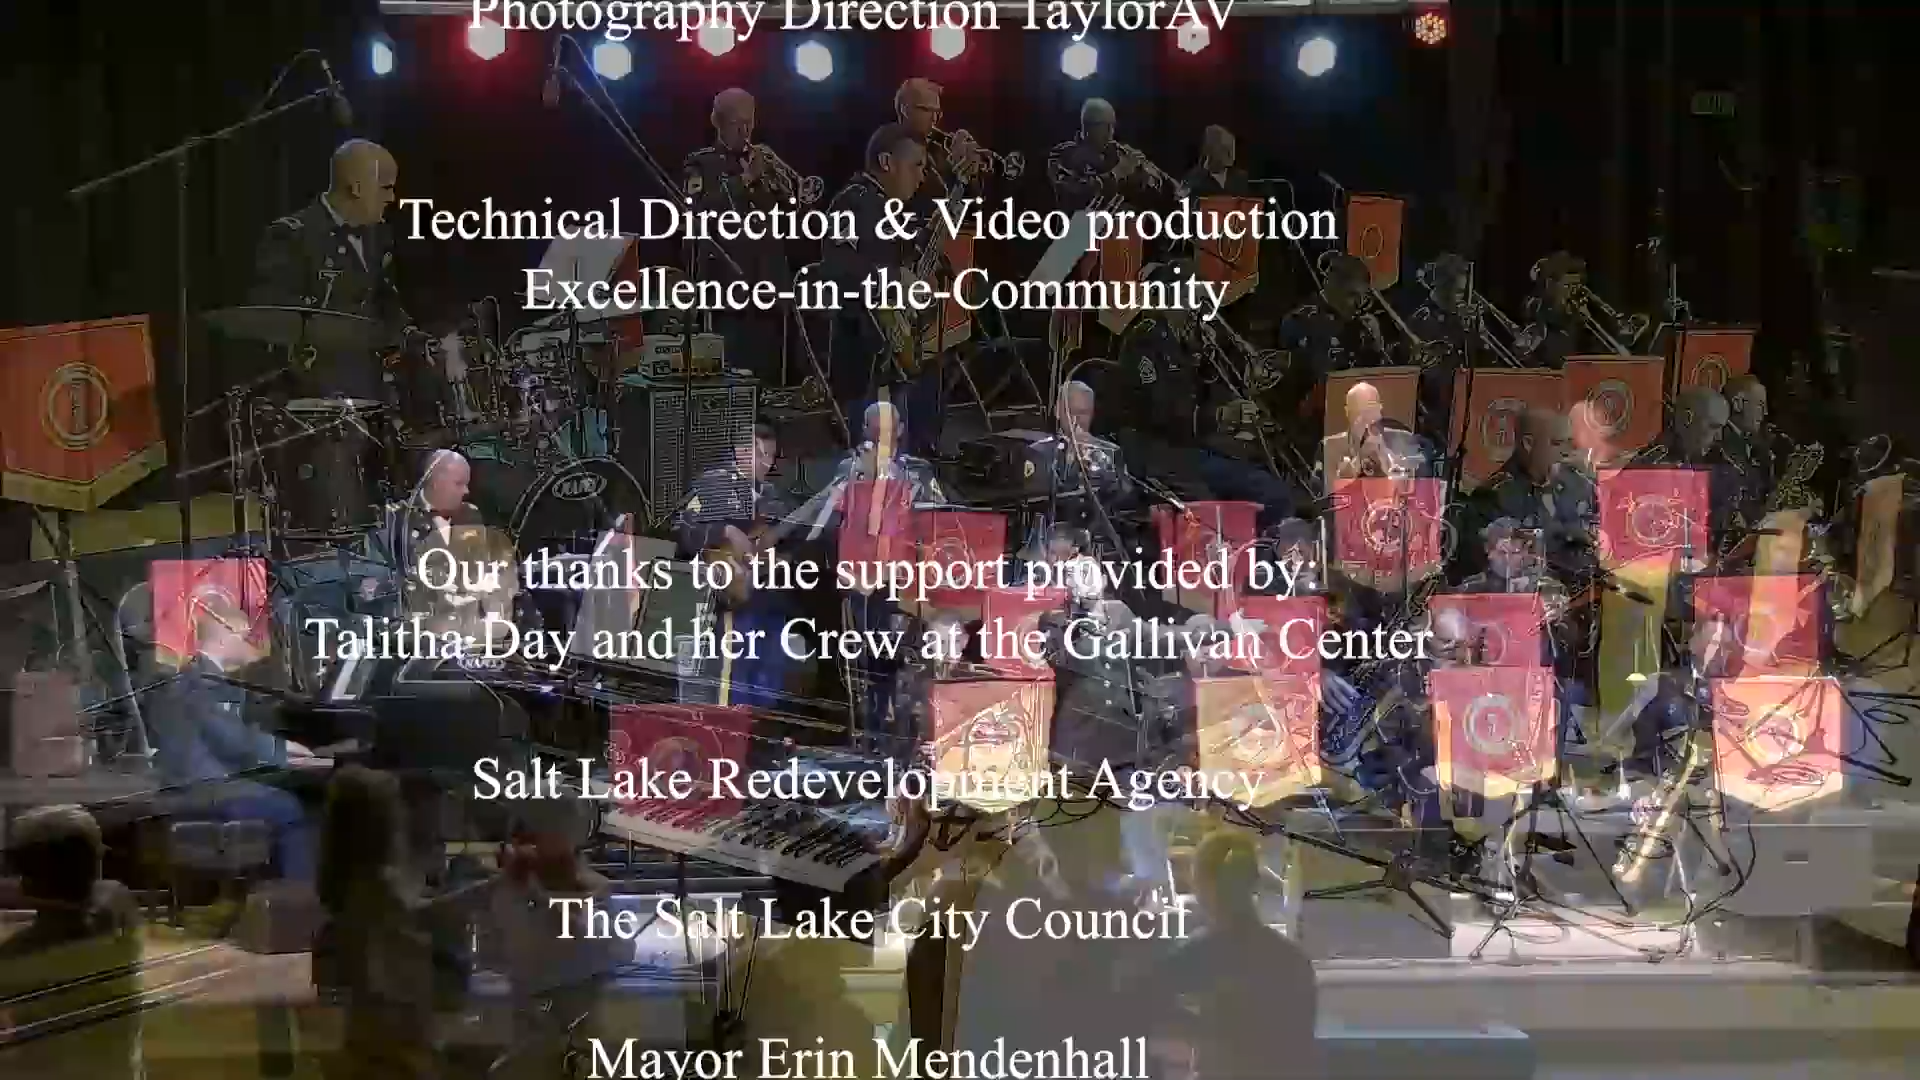 Photography Direction TaylorAV
Technical Direction & Video production
Excellence-in-the-Community
Our thanks to the support provided by:
Talitha Day and her Crew at the Gallivan Center
Salt Lake Redevelopment Agency
The Salt Lake City Council
Mayor Erin Mendenhall